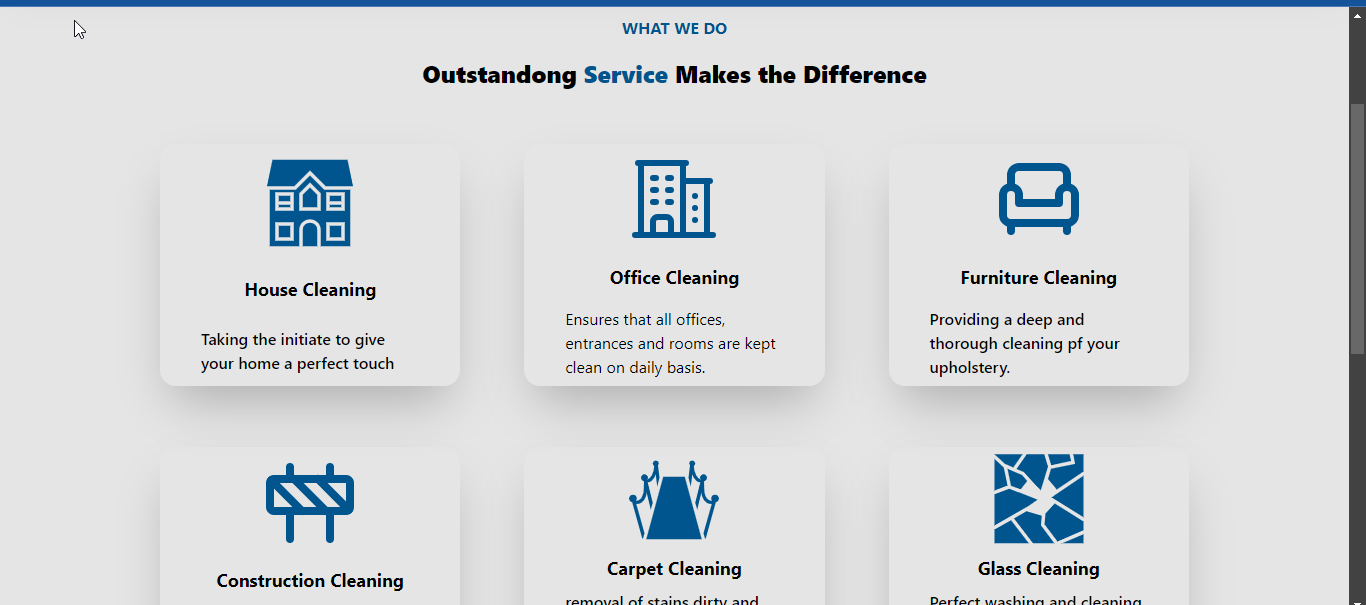 WHAT WE DO
Outstandong Service Makes the Difference
House Cleaning
Taking the initiate to give
your home a perfect touch
Office Cleaning
Ensures that all offices,
entrances and rooms are kept
clean on daily basis.
Furniture Cleaning
Providing a deep and
thorough cleaning pf your
upholstery.
Construction Cleaning
Carpet Cleaning
removal of stains dirty and
Glass Cleaning
Perfect washing and cleaning